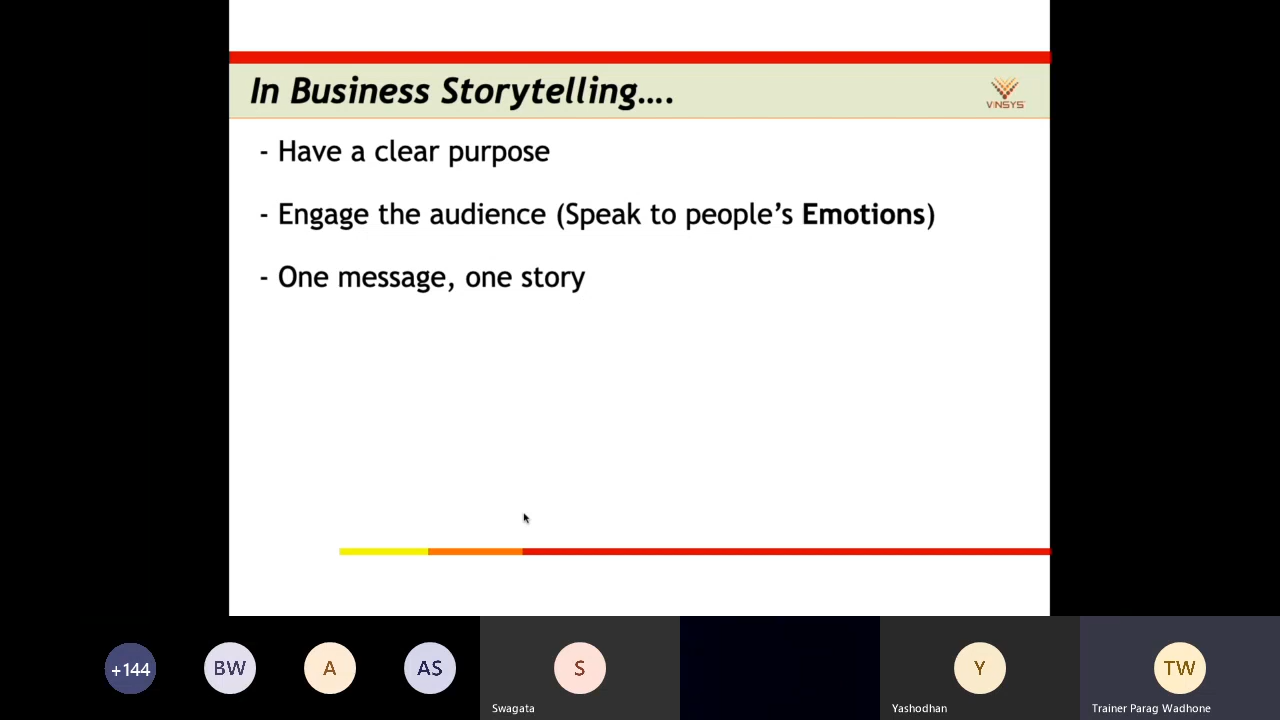 In Business Storytelling....
VINSYS
- Have a clear purpose
- Engage the audience (Speak to people's Emotions)
- One message, one story
+144
BW
A
AS
S
Y
TW
Swagata
Yashodhan
Trainer Parag Wadhone